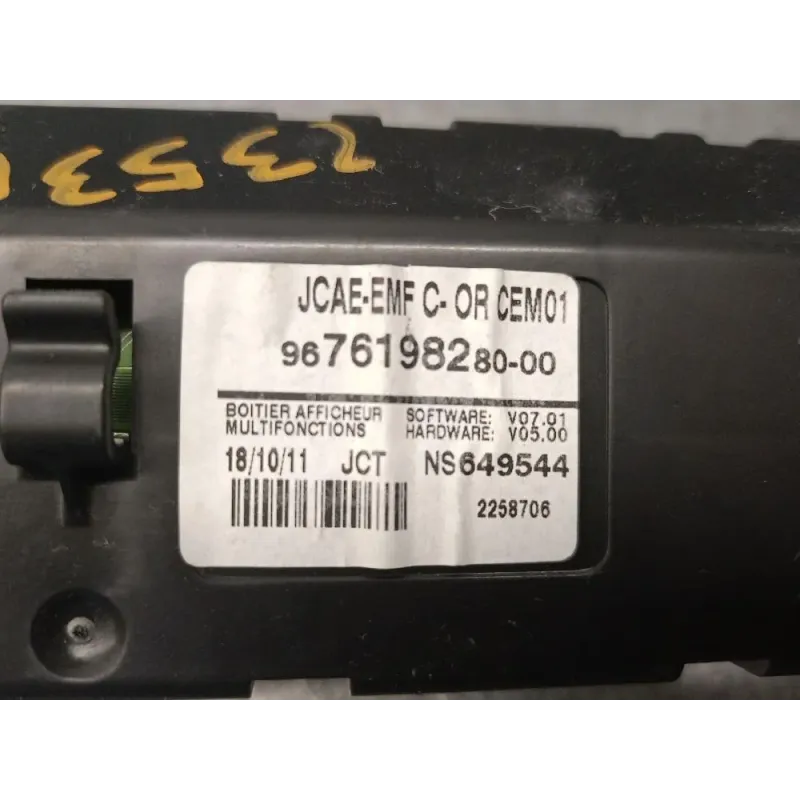 JCAE-EMF C- OR CEM01
9676198280-00
BOITIER AFFICHEUR SOFTWARE: V07.01
MULTIFONCTIONS HARDWARE: V05.00
18/10/11 JCT NS649544
2258706